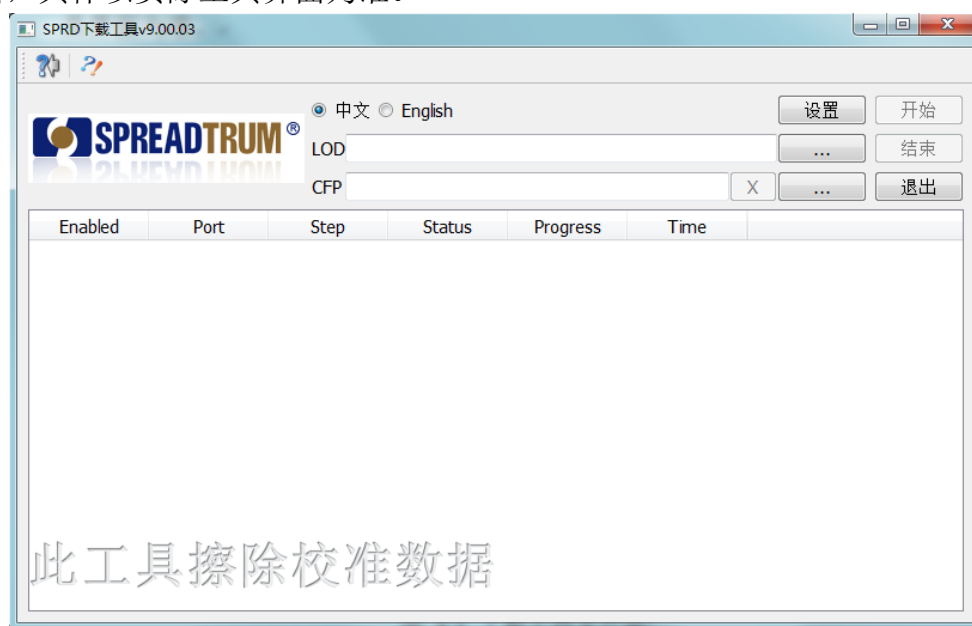 SPRD下载工具v9.00.03
中文 English 设置 开始
SPREADTRUM®
LOD ... 结束
CFP X ... 退出
Enabled Port Step Status Progress Time
此工具擦除校准数据